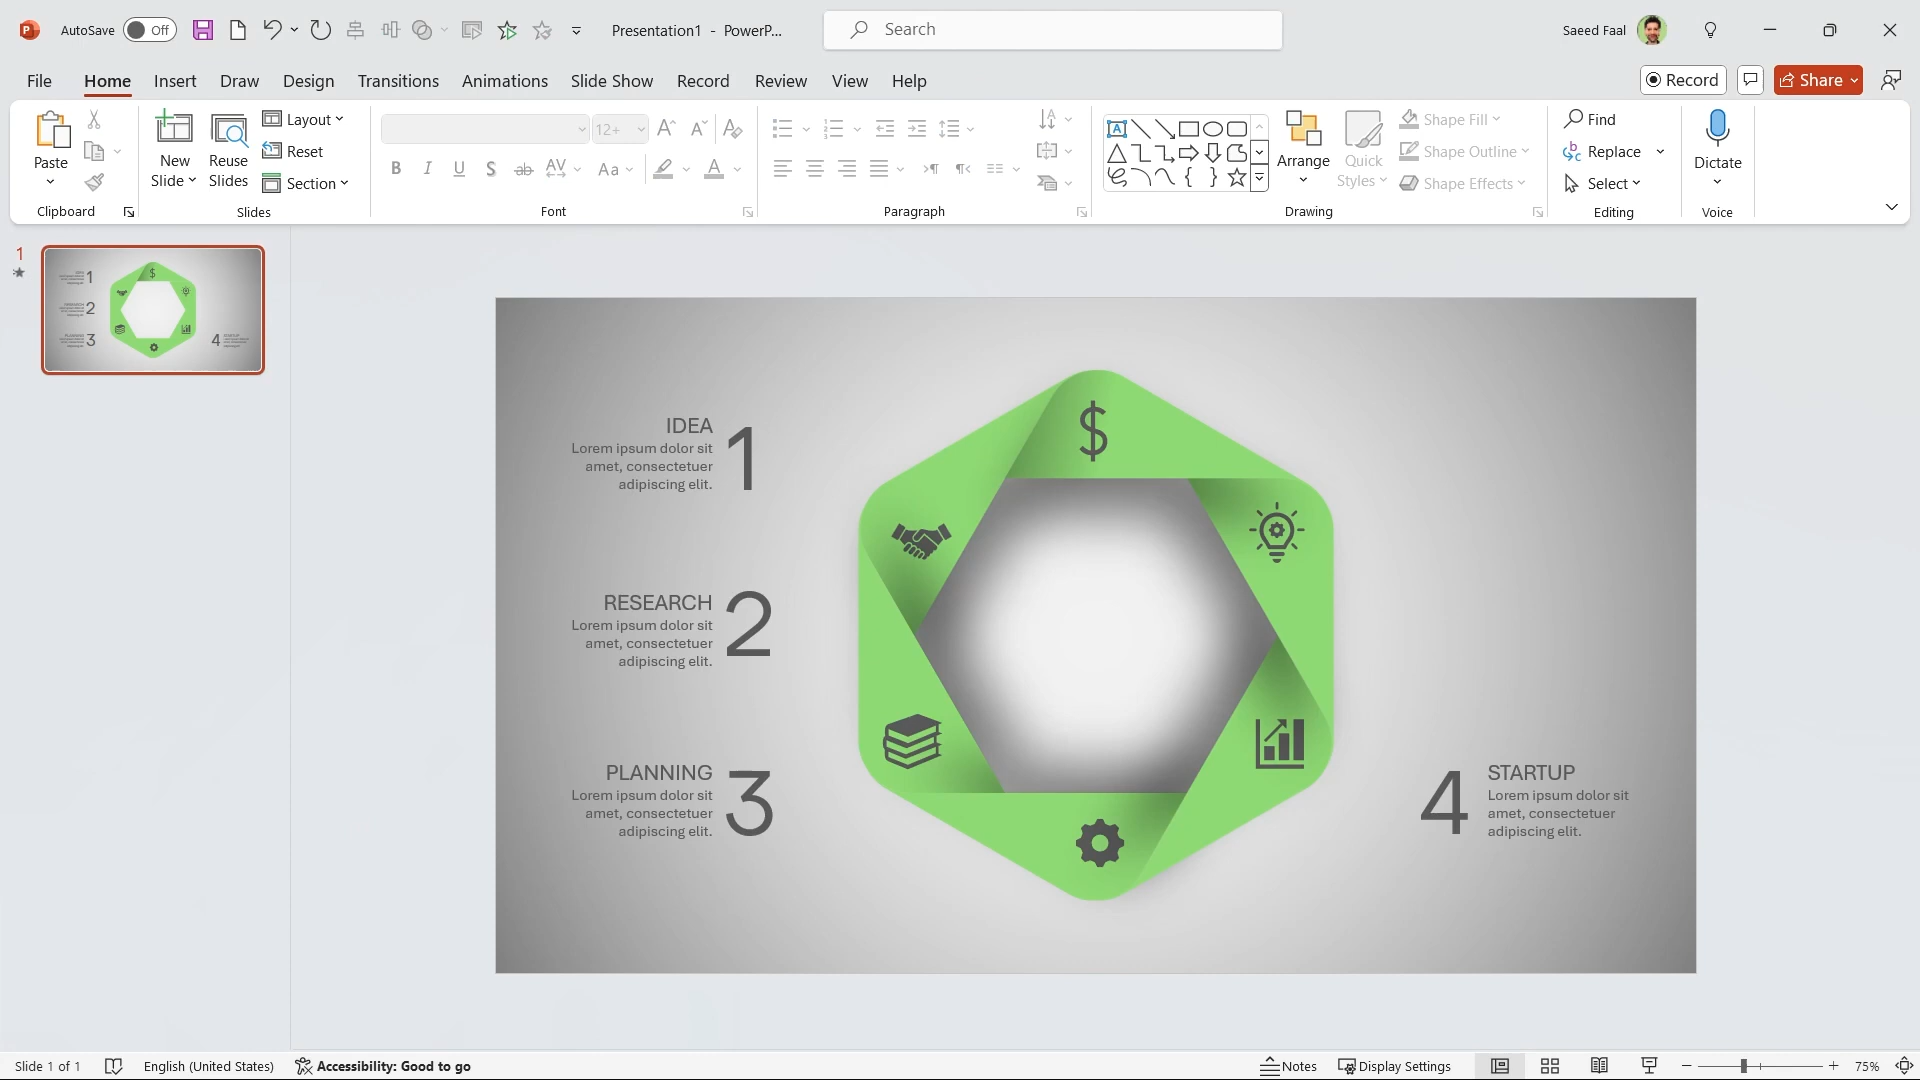 AutoSave Off
Presentation1 - PowerP...
Search
Saeed Faal
File Home Insert Draw Design Transitions Animations Slide Show Record Review View Help
Record
Share
Paste
New Slide
Reuse Slides
Layout
Reset
Section
12+
Shape Fill
Shape Outline
Shape Effects
Arrange
Quick Styles
Find
Replace
Select
Dictate
Clipboard
Slides
Font
Paragraph
Drawing
Editing
Voice
1
IDEA
Lorem ipsum dolor sit
amet, consectetuer
adipiscing elit.
1
RESEARCH
Lorem ipsum dolor sit
amet, consectetuer
adipiscing elit.
2
PLANNING
Lorem ipsum dolor sit
amet, consectetuer
adipiscing elit.
3
$
4
STARTUP
Lorem ipsum dolor sit
amet, consectetuer
adipiscing elit.
Slide 1 of 1
English (United States)
Accessibility: Good to go
Notes
Display Settings
75%